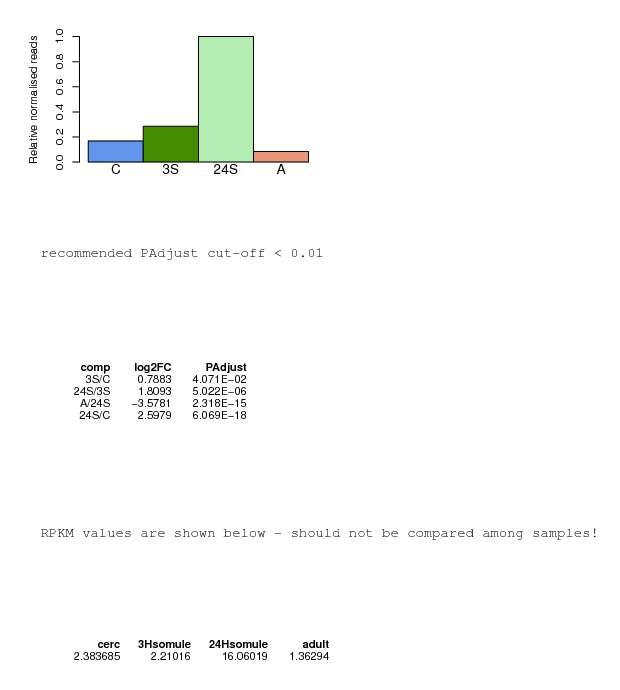 Relative normalised reads
1.0
0.8
0.6
0.4
0.2
0.0
C 3S 24S A
recommended PAdjust cut-off < 0.01
comp log2FC PAdjust
3S/C 0.7883 4.071E-02
24S/3S 1.8093 5.022E-06
A/24S -3.5781 2.318E-15
24S/C 2.5979 6.069E-18
RPKM values are shown below - should not be compared among samples!
cerc 3Hsomule 24Hsomule adult
2.383685 2.21016 16.06019 1.36294